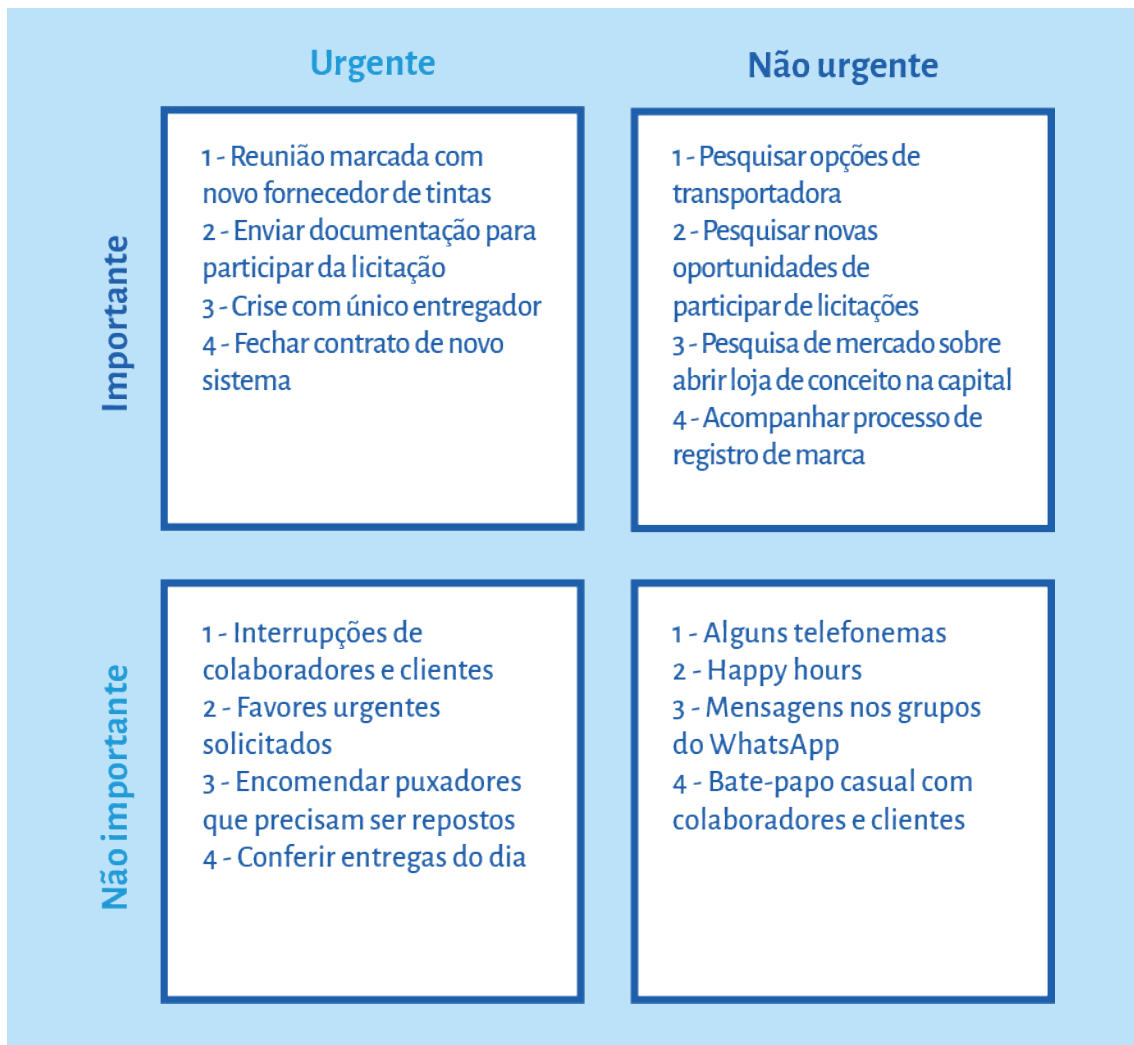 Urgente
Não urgente
Importante
1 - Reunião marcada com
novo fornecedor de tintas
2 - Enviar documentação para
participar da licitação
3 - Crise com único entregador
4 - Fechar contrato de novo
sistema
1 - Pesquisar opções de
transportadora
2 - Pesquisar novas
oportunidades de
participar de licitações
3 - Pesquisa de mercado sobre
abrir loja de conceito na capital
4 - Acompanhar processo de
registro de marca
Não importante
1 - Interrupções de
colaboradores e clientes
2 - Favores urgentes
solicitados
3 - Encomendar puxadores
que precisam ser repostos
4 - Conferir entregas do dia
1 - Alguns telefonemas
2 - Happy hours
3 - Mensagens nos grupos
do WhatsApp
4 - Bate-papo casual com
colaboradores e clientes